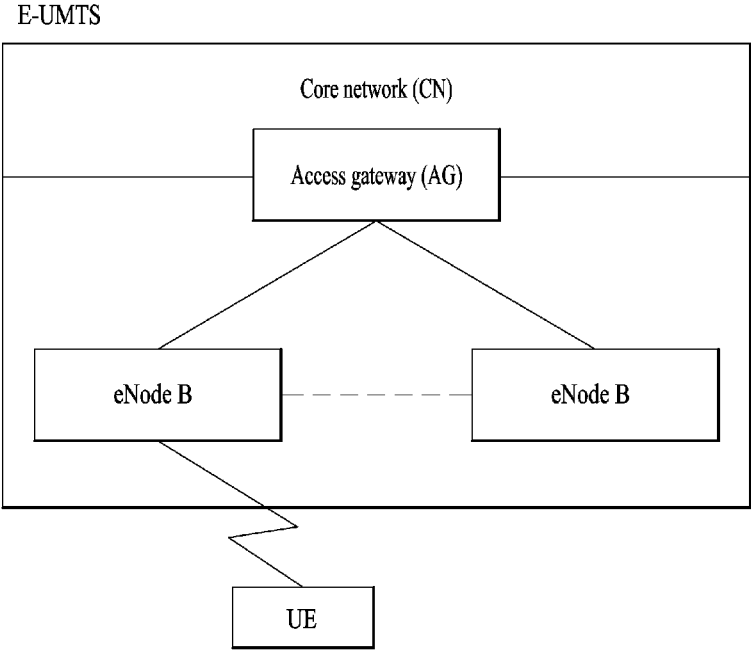 E-UMTS
Core network (CN)
Access gateway (AG)
eNode B
eNode B
UE